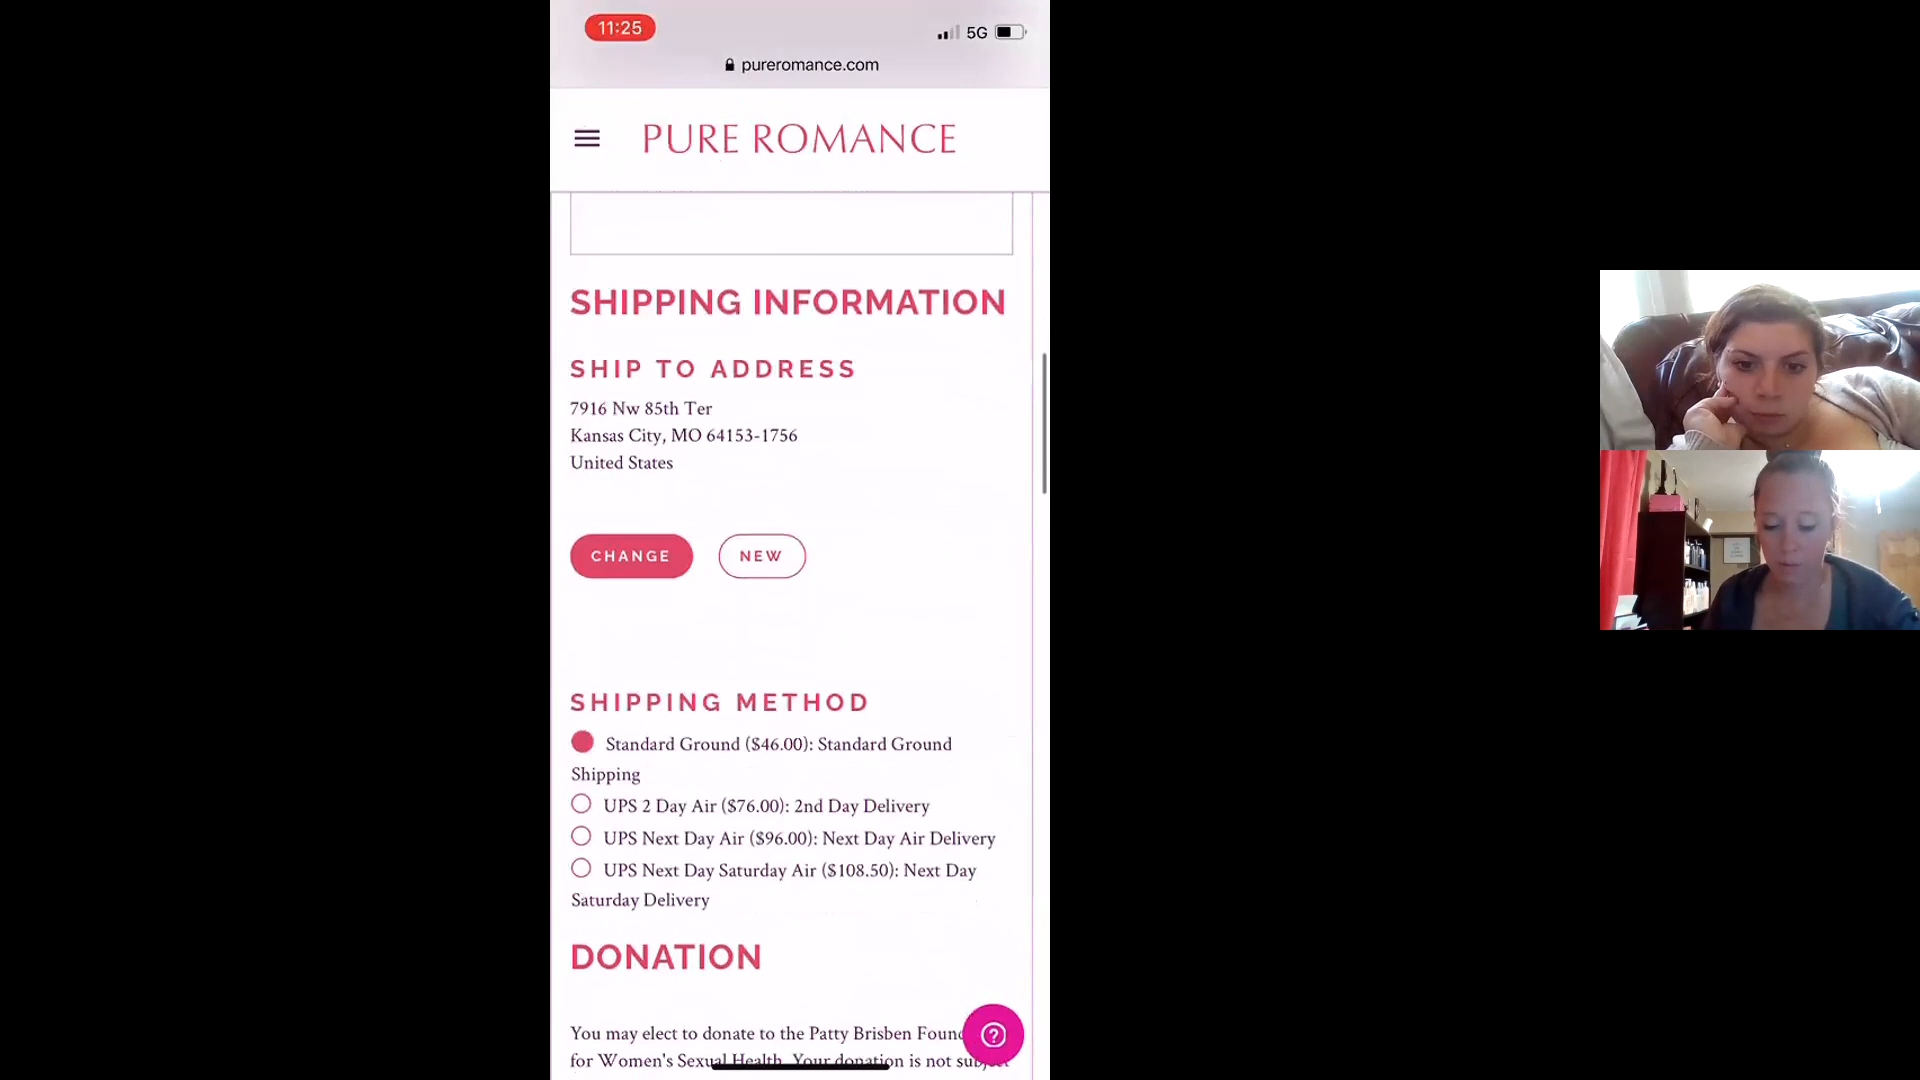 11:25
5G
pureromance.com
PURE ROMANCE
SHIPPING INFORMATION
SHIP TO ADDRESS
7916 Nw 85th Ter
Kansas City, MO 64153-1756
United States
CHANGE NEW
SHIPPING METHOD
Standard Ground ($46.00): Standard Ground
Shipping
UPS 2 Day Air ($76.00): 2nd Day Delivery
UPS Next Day Air ($96.00): Next Day Air Delivery
UPS Next Day Saturday Air ($108.50): Next Day
Saturday Delivery
DONATION
You may elect to donate to the Patty Brisben
for Women's Sexual Health. Your donation is not